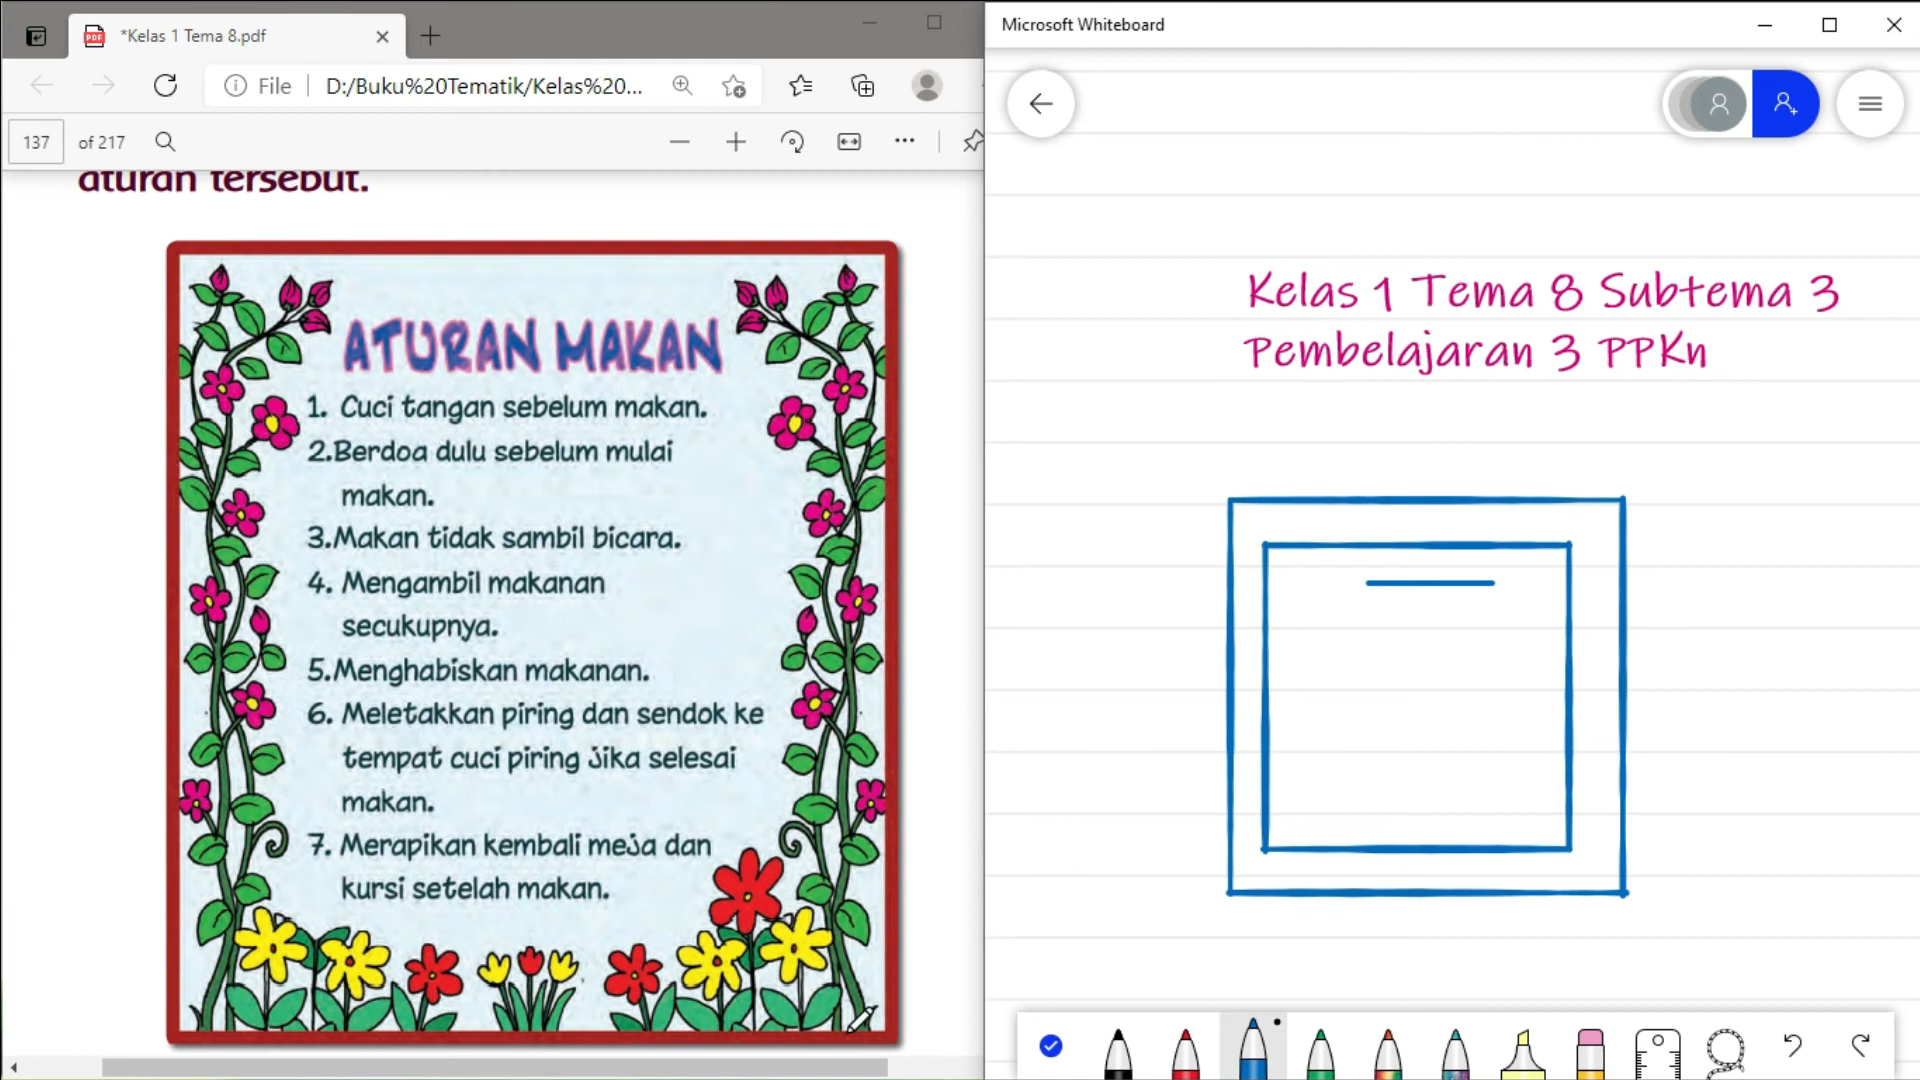 *Kelas 1 Tema 8.pdf
Microsoft Whiteboard
File
D:/Buku%20Tematik/Kelas%20...
137 of 217
aturan tersebut.
ATURAN MAKAN
1. Cuci tangan sebelum makan.
2.Berdoa dulu sebelum mulai
makan.
3.Makan tidak sambil bicara.
4. Mengambil makanan
secukupnya.
5.Menghabiskan makanan.
6. Meletakkan piring dan sendok ke
tempat cuci piring jika selesai
makan.
7. Merapikan kembali meja dan
kursi setelah makan.
Kelas 1 Tema 8 Subtema 3
Pembelajaran 3 PPKn